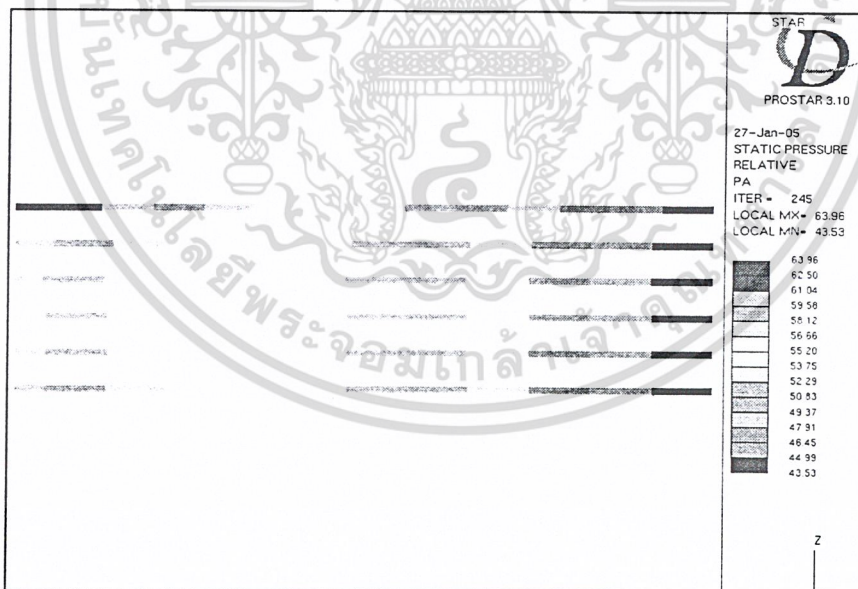 STAR
D
PROSTAR 3.10
27-Jan-05
STATIC PRESSURE
RELATIVE
PA
ITER = 245
LOCAL MX= 63.96
LOCAL MN= 43.53
63.96
62.50
61.04
59.58
58.12
56.66
55.20
53.75
52.29
50.83
49.37
47.91
46.45
44.99
43.53
Z